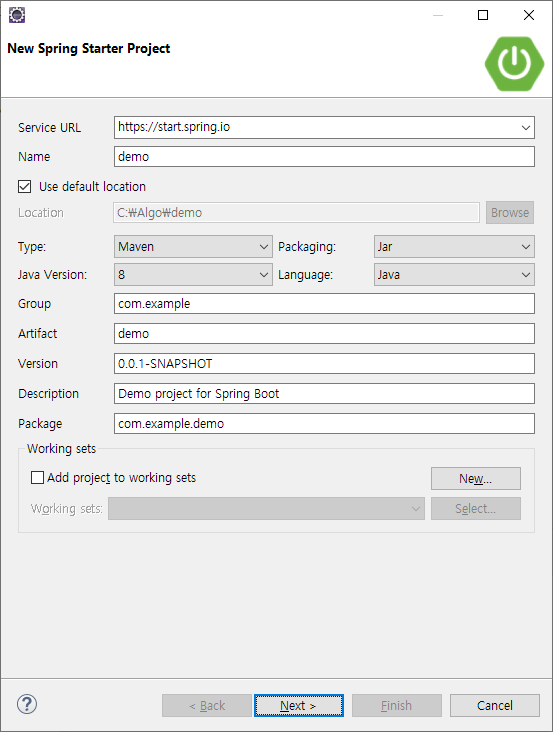 New Spring Starter Project
Service URL https://start.spring.io
Name demo
Use default location
Location C:₩Algo₩demo Browse
Type: Maven Packaging: Jar
Java Version: 8 Language: Java
Group com.example
Artifact demo
Version 0.0.1-SNAPSHOT
Description Demo project for Spring Boot
Package com.example.demo
Working sets
Add project to working sets New...
Working sets: Select...
? < Back Next > Finish Cancel